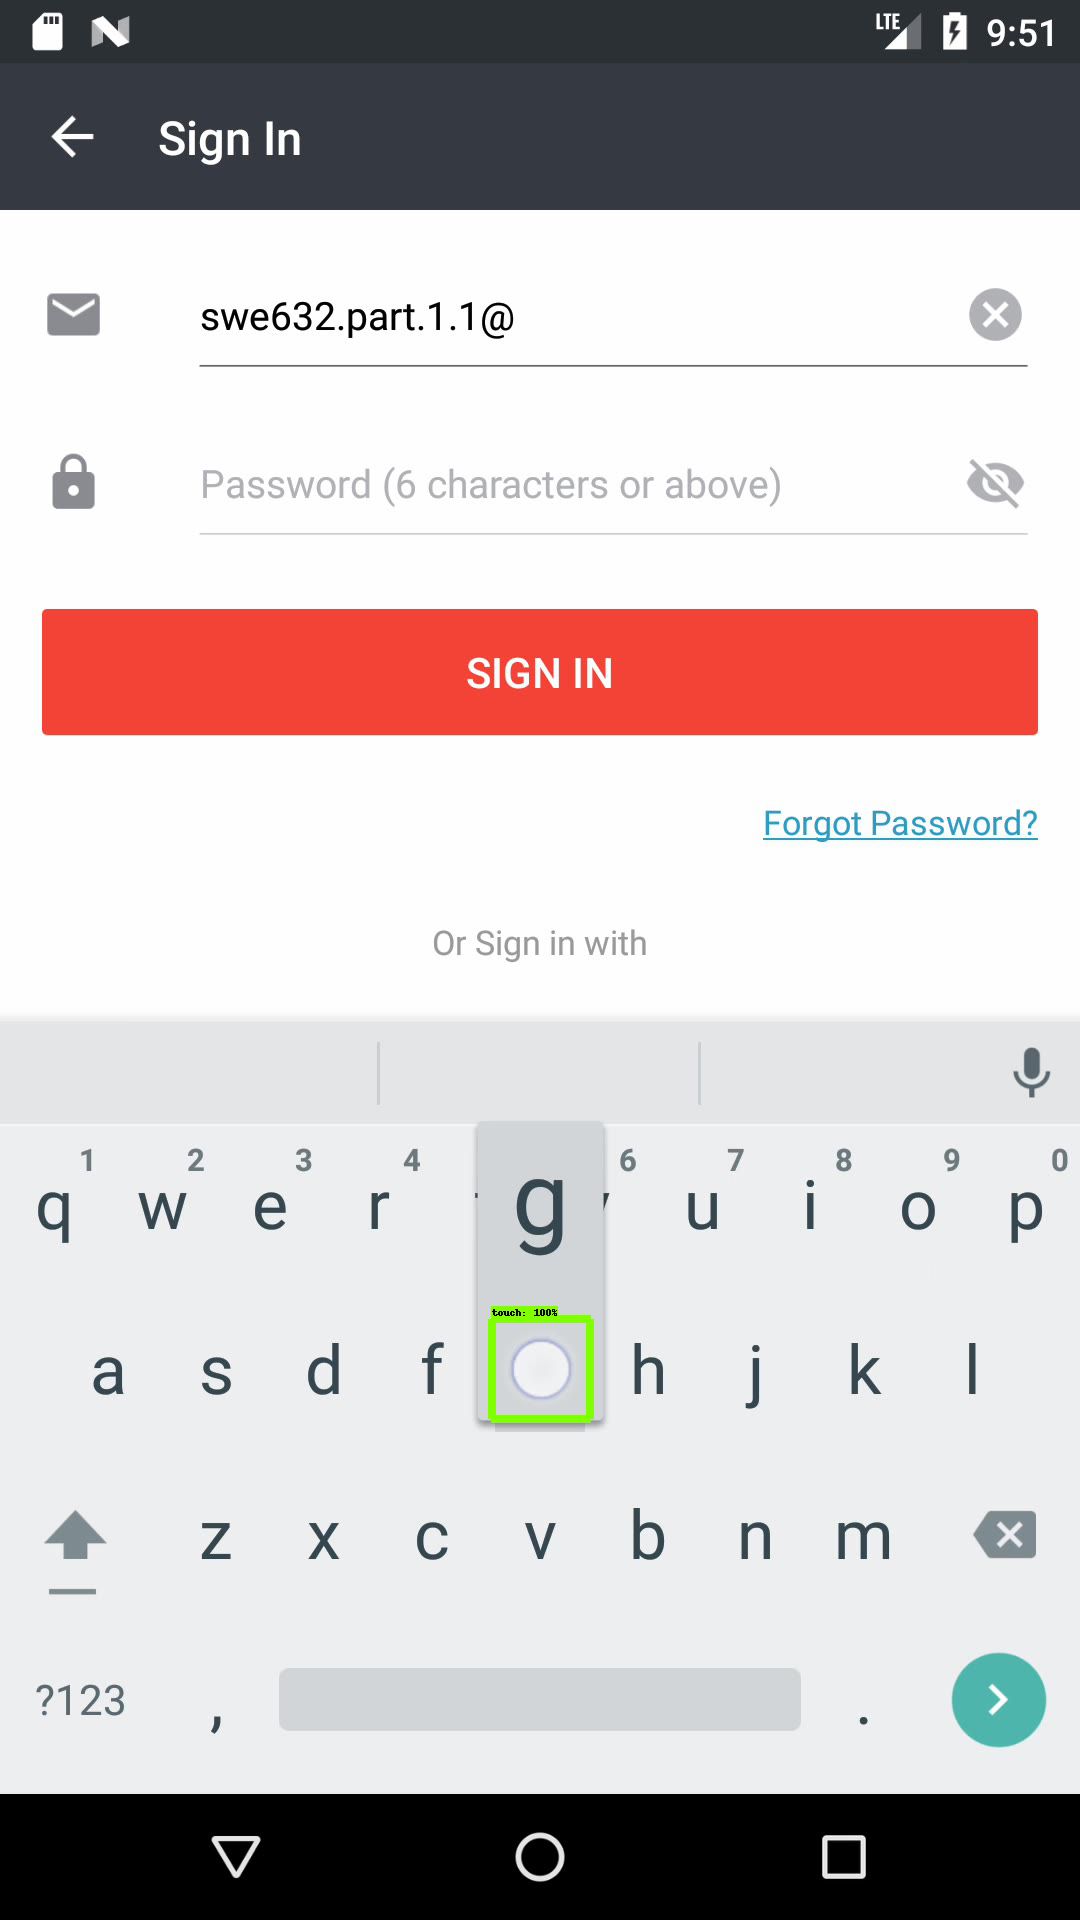 LTE 9:51
Sign In
swe632.part.1.1@
Password (6 characters or above)
SIGN IN
Forgot Password?
Or Sign in with
1 2 3 4 6 7 8 9 0
q w e r g u i o p
touch: 100%
a s d f h j k l
z x c v b n m
?123 , .